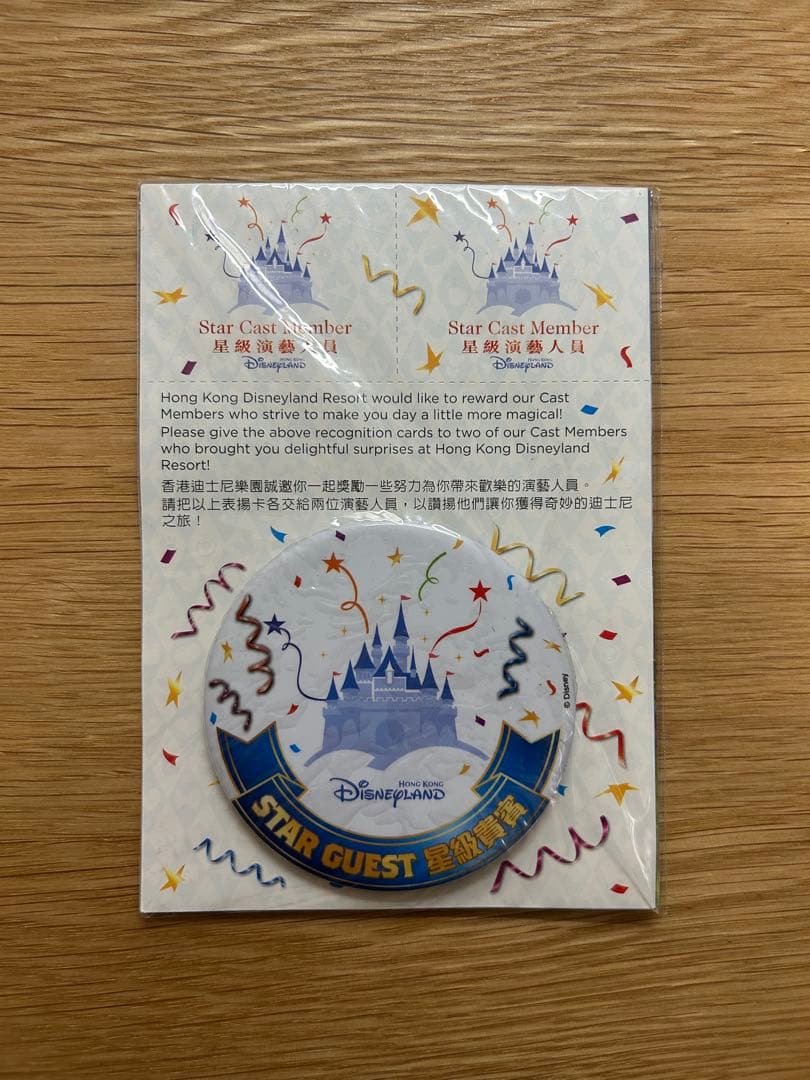 Star Cast Member
星級演藝人員
HONG KONG
Disneyland
Star Cast Member
星級演藝人員
HONG KONG
Disneyland
Hong Kong Disneyland Resort would like to reward our Cast
Members who strive to make you day a little more magical!
Please give the above recognition cards to two of our Cast Members
who brought you delightful surprises at Hong Kong Disneyland
Resort!
香港迪士尼樂園誠邀你一起獎勵一些努力為你帶來歡樂的演藝人員。
請把以上表揚卡各交給兩位演藝人員，以讚揚他們讓你獲得奇妙的迪士尼
之旅！
© Disney
HONG KONG
Disneyland
STAR GUEST 星級賓賓